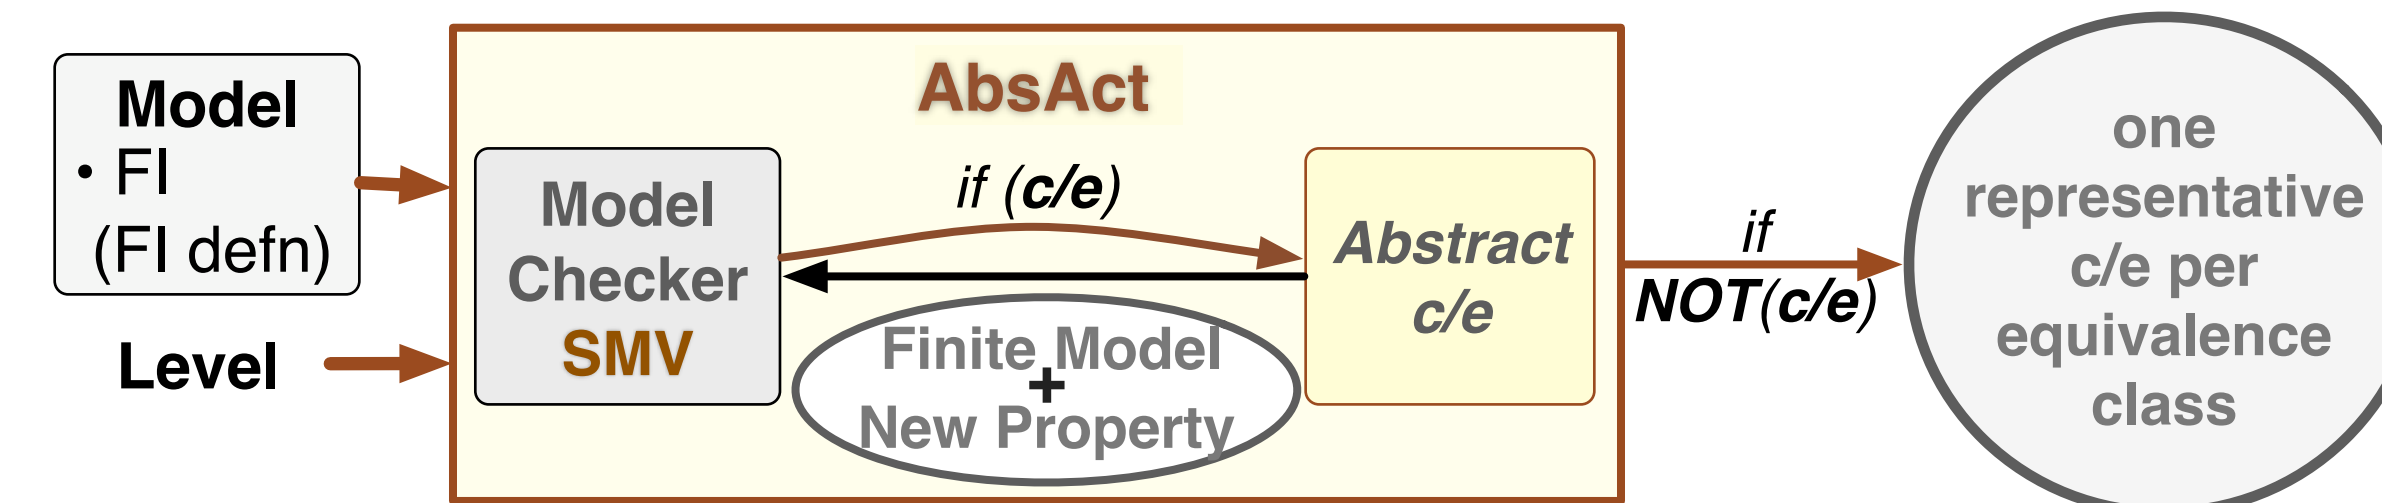 Model
• FI
(FI defn)
Level
AbsAct
Model
Checker
SMV
if (c/e)
Abstract
c/e
Finite Model
+
New Property
if
NOT(c/e)
one
representative
c/e per
equivalence
class